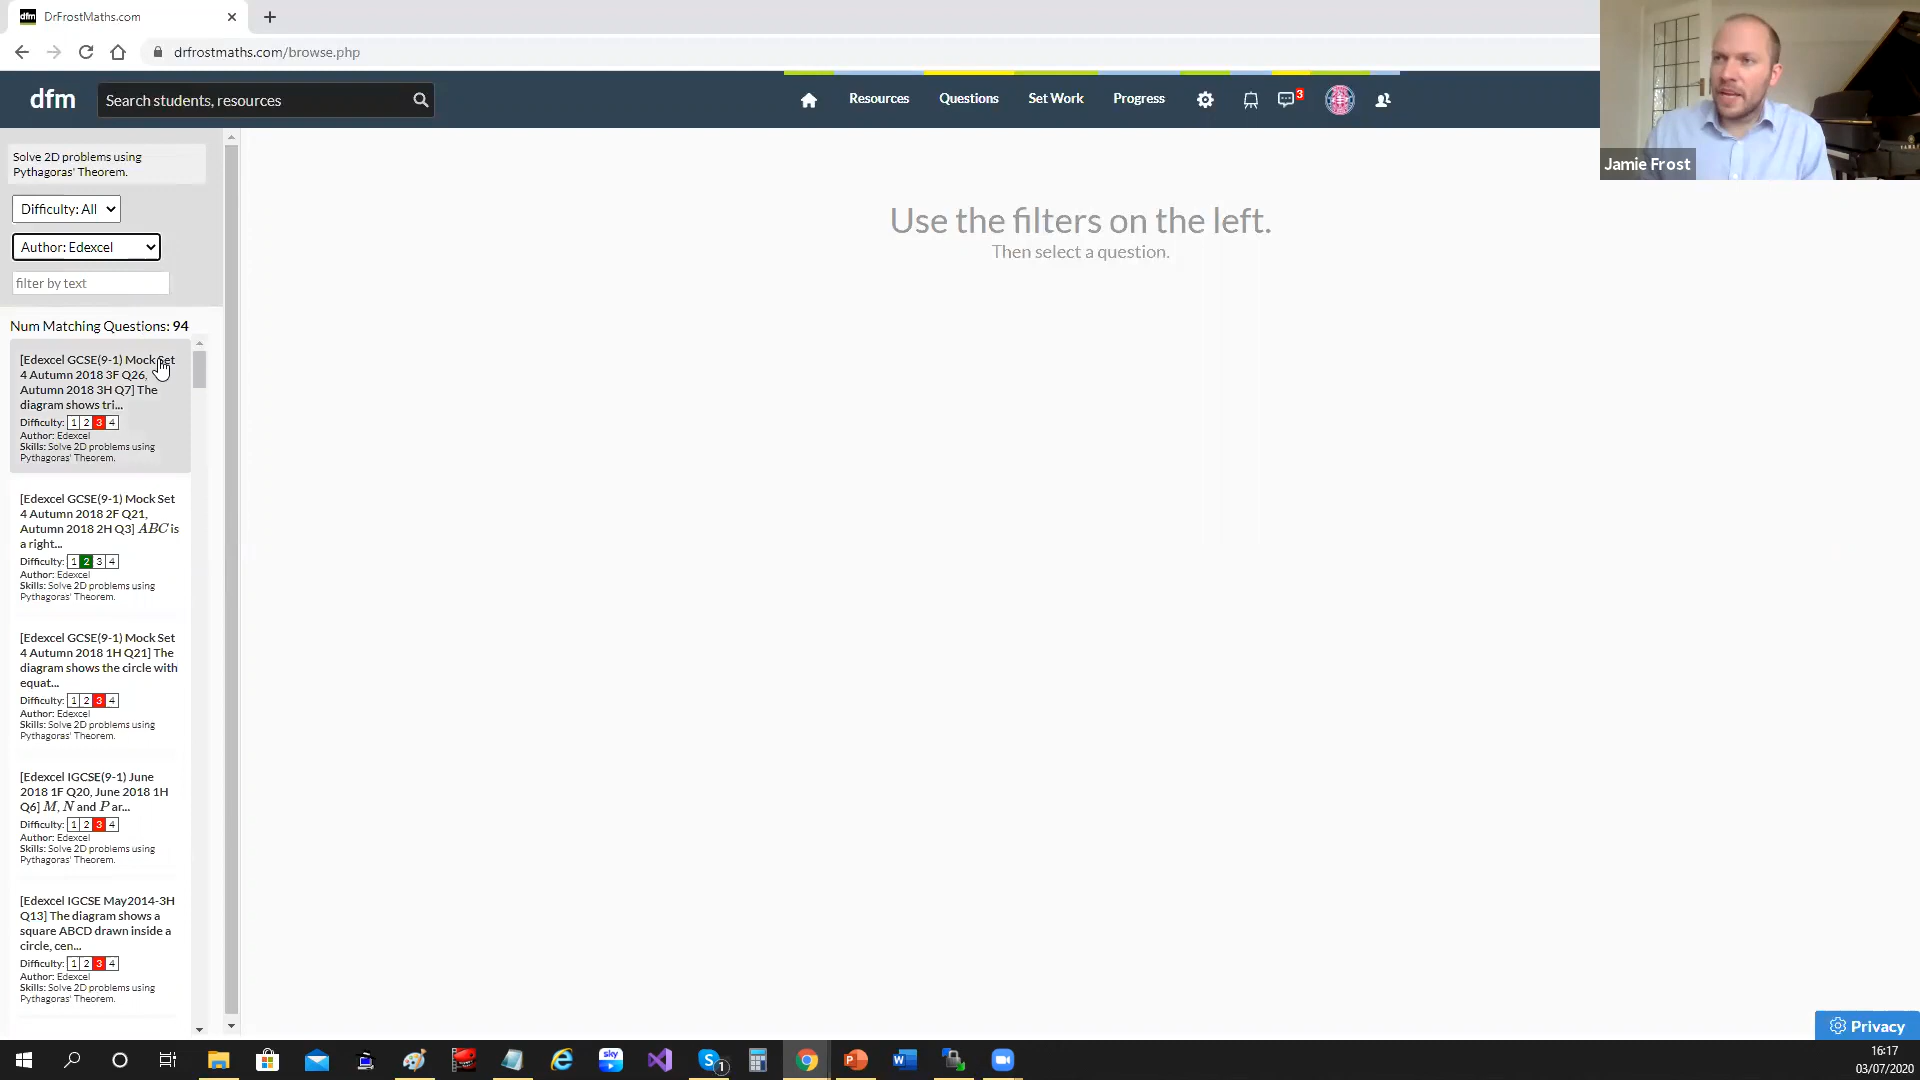 dfm DrFrostMaths.com
drfrostmaths.com/browse.php
dfm Search students, resources Resources Questions Set Work Progress 3
Jamie Frost
Solve 2D problems using
Pythagoras' Theorem.
Difficulty: All
Author: Edexcel
filter by text
Num Matching Questions: 94
[Edexcel GCSE(9-1) Mock Set
4 Autumn 2018 3F Q26,
Autumn 2018 3H Q7] The
diagram shows tri...
Difficulty: 1 2 3 4
Author: Edexcel
Skills: Solve 2D problems using
Pythagoras' Theorem.
[Edexcel GCSE(9-1) Mock Set
4 Autumn 2018 2F Q21,
Autumn 2018 2H Q3] ABC is
a right...
Difficulty: 1 2 3 4
Author: Edexcel
Skills: Solve 2D problems using
Pythagoras' Theorem.
[Edexcel GCSE(9-1) Mock Set
4 Autumn 2018 1H Q21] The
diagram shows the circle with
equat...
Difficulty: 1 2 3 4
Author: Edexcel
Skills: Solve 2D problems using
Pythagoras' Theorem.
[Edexcel IGCSE(9-1) June
2018 1F Q20, June 2018 1H
Q6] M, N and P ar...
Difficulty: 1 2 3 4
Author: Edexcel
Skills: Solve 2D problems using
Pythagoras' Theorem.
[Edexcel IGCSE May2014-3H
Q13] The diagram shows a
square ABCD drawn inside a
circle, cen...
Difficulty: 1 2 3 4
Author: Edexcel
Skills: Solve 2D problems using
Pythagoras' Theorem.
Use the filters on the left.
Then select a question.
Privacy
sky
1
16:17
03/07/2020